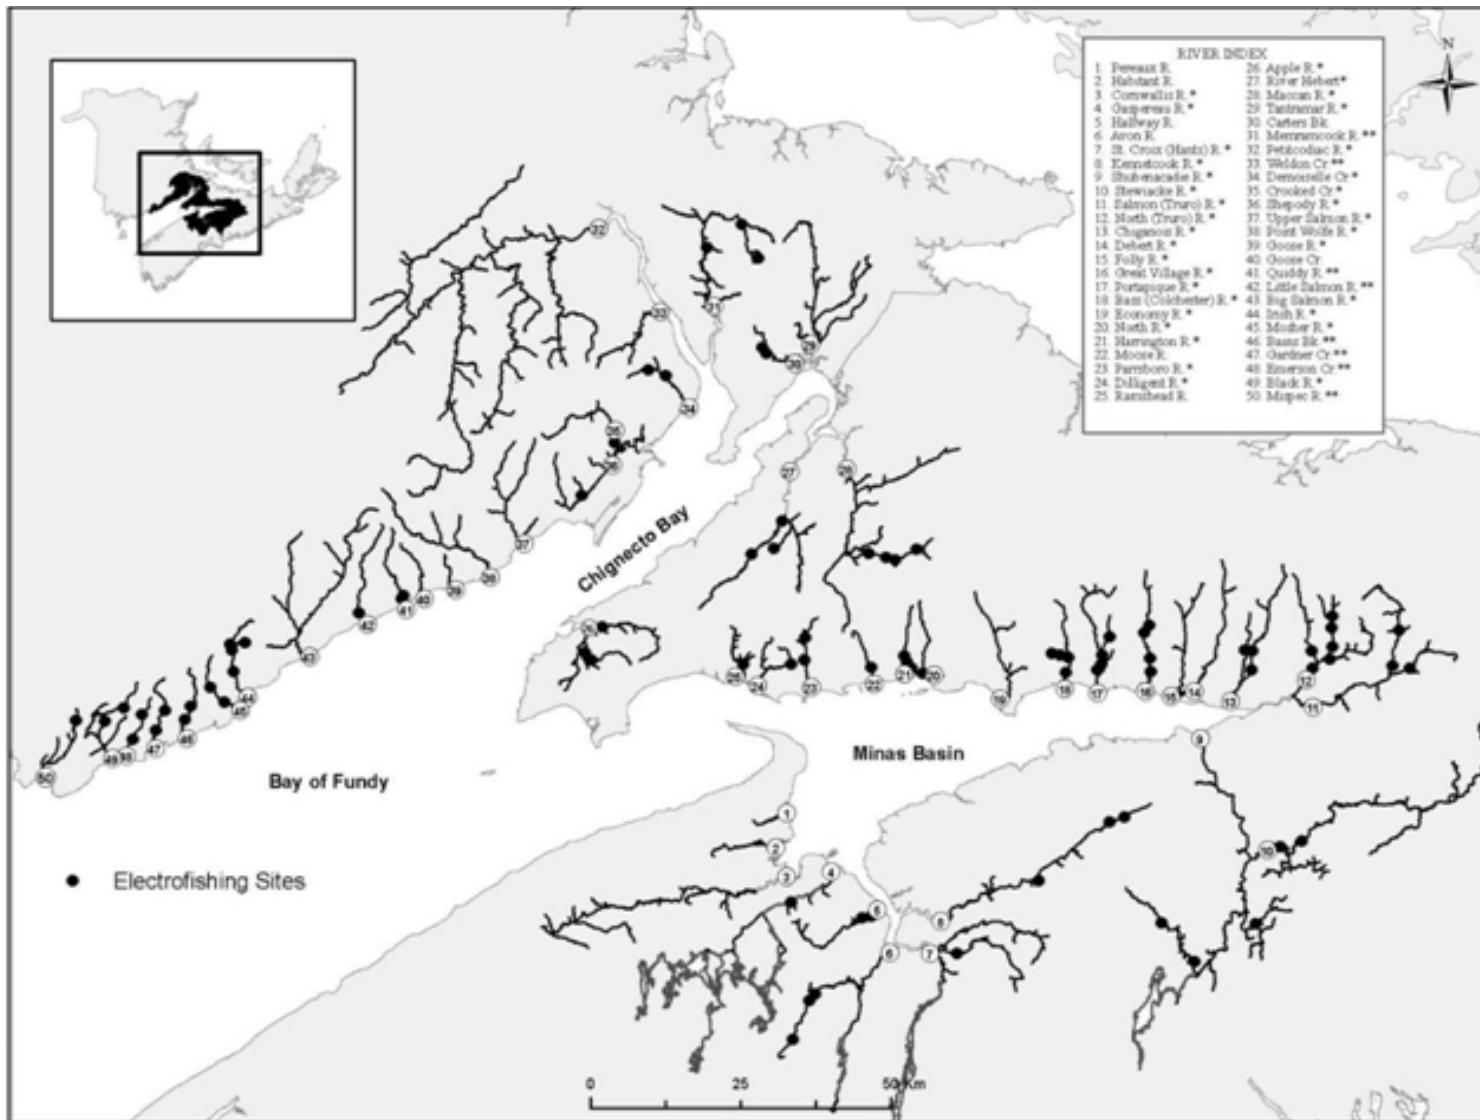 RIVER INDEX
1. Pereaux R.
2. Habitant R.
3. Cornwallis R.*
4. Gaspereau R.*
5. Halfway R.
6. Avon R.
7. St. Croix (Hants) R.*
8. Kennetcook R.*
9. Shubenacadie R.*
10. Stewiacke R.*
11. Salmon (Truro) R.*
12. North (Truro) R.*
13. Chiganois R.*
14. Debert R.*
15. Folly R.*
16. Great Village R.*
17. Portapique R.*
18. Bass (Colchester) R.*
19. Economy R.*
20. North R.*
21. Harrington R.*
22. Moose R.
23. Parrsboro R.*
24. Diligent R.*
25. Ramshead R.
26. Apple R.*
27. River Hebert*
28. Maccan R.*
29. Tantramar R.*
30. Carters Bk.
31. Memramcook R.**
32. Petitcodiac R.*
33. Weldon Cr.**
34. Demoiselle Cr.*
35. Crooked Cr.*
36. Shepody R.*
37. Upper Salmon R.*
38. Point Wolfe R.*
39. Goose R.*
40. Goose Cr.
41. Quiddy R.**
42. Little Salmon R.**
43. Big Salmon R.*
44. Irish R.*
45. Mosher R.*
46. Bains Bk.**
47. Gardner Cr.**
48. Emerson Cr.**
49. Black R.*
50. Mispec R.**
N
Chignecto Bay
Minas Basin
Bay of Fundy
Electrofishing Sites
0 25 50 Km